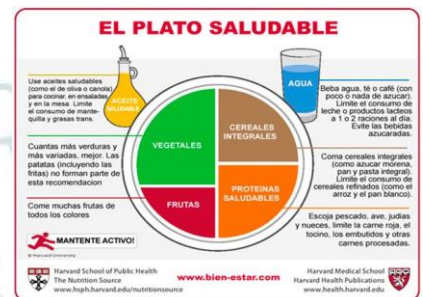 EL PLATO SALUDABLE
Use aceites saludables
(como el de oliva o canola)
para cocinar, en ensaladas
y en la mesa. Limite
el consumo de mante-
quilla y grasas trans.
ACEITE
SALUDABLE
AGUA
Beba agua, té o café (con
poco o nada de azucar).
Limite el consumo de
leche o productos lacteos
a 1 o 2 raciones al día.
Evite las bebidas
azucaradas.
VEGETALES
CEREALES
INTEGRALES
Cuantas más verduras y
más variadas, mejor. Las
patatas (incluyendo las
fritas) no forman parte de
esta recomendacion
Coma cereales integrales
(como azucar morena,
pan y pasta integral).
Limite el consumo de
cereales refinados (como el
arroz y el pan blanco).
FRUTAS
PROTEINAS
SALUDABLES
Come muchas frutas de
todos los colores
Escoja pescado, ave, judias
y nueces, limite la carne roja, el
tocino, los embutidos y otras
carnes procesadas.
MANTENTE ACTIVO!
© Harvard University
Harvard School of Public Health
The Nutrition Source
www.hsph.harvard.edu/nutritionsource
www.bien-estar.com
Harvard Medical School
Harvard Health Publications
www.health.harvard.edu